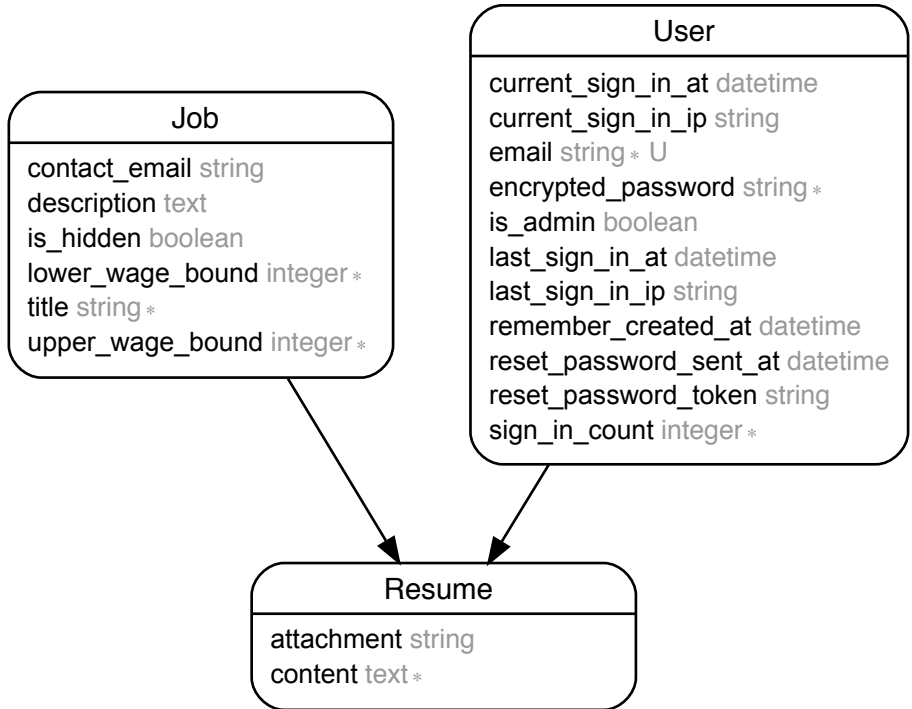 Job
contact_email string
description text
is_hidden boolean
lower_wage_bound integer *
title string *
upper_wage_bound integer *
User
current_sign_in_at datetime
current_sign_in_ip string
email string * U
encrypted_password string *
is_admin boolean
last_sign_in_at datetime
last_sign_in_ip string
remember_created_at datetime
reset_password_sent_at datetime
reset_password_token string
sign_in_count integer *
Resume
attachment string
content text *